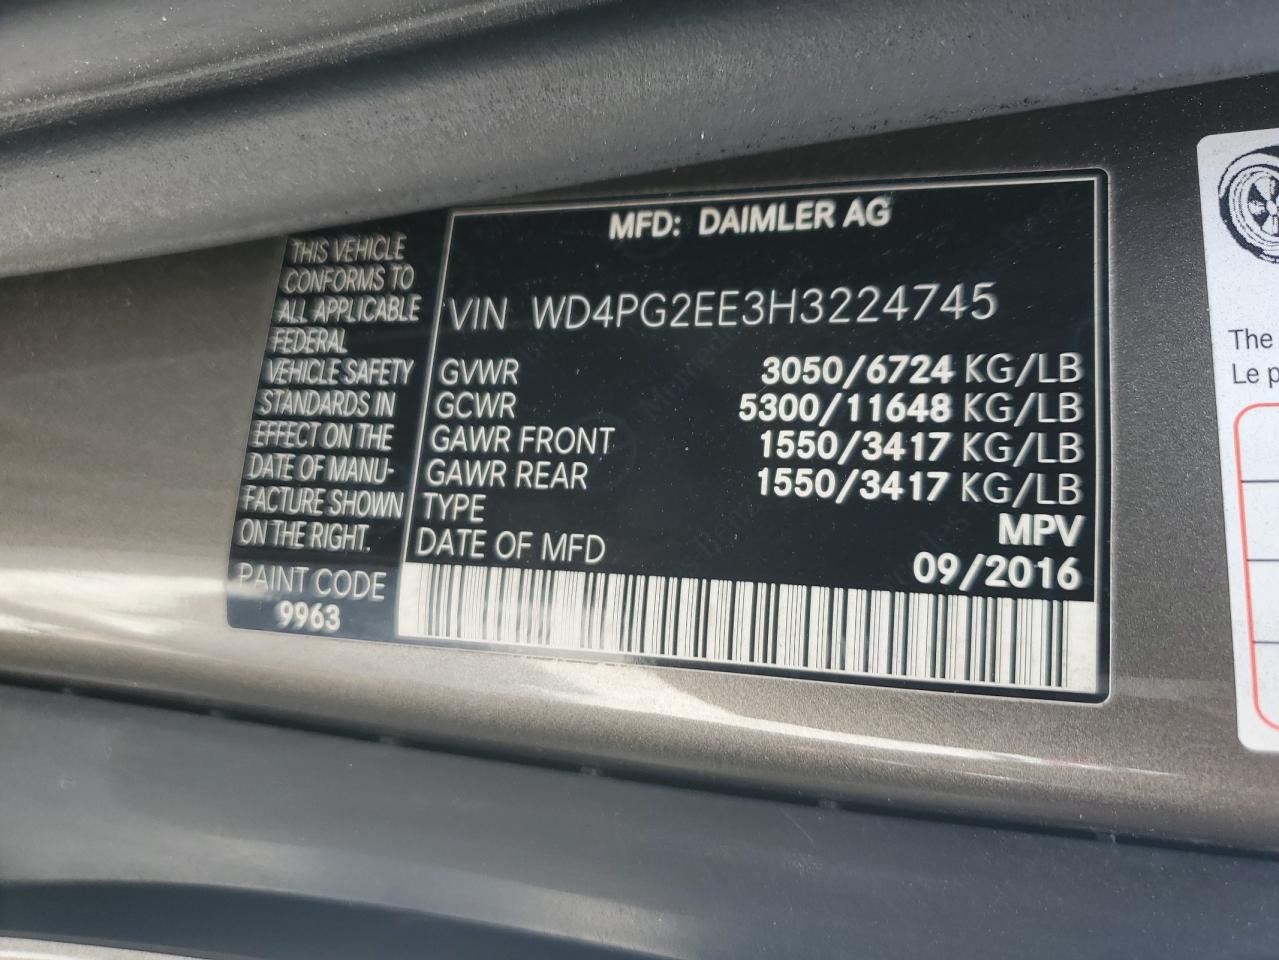 MFD: DAIMLER AG
THIS VEHICLE
CONFORMS TO
ALL APPLICABLE
FEDERAL
VEHICLE SAFETY
STANDARDS IN
EFFECT ON THE
DATE OF MANU-
FACTURE SHOWN
ON THE RIGHT.
PAINT CODE
9963
VIN WD4PG2EE3H3224745
GVWR 3050/6724 KG/LB
GCWR 5300/11648 KG/LB
GAWR FRONT 1550/3417 KG/LB
GAWR REAR 1550/3417 KG/LB
TYPE MPV
DATE OF MFD 09/2016
The
Le p